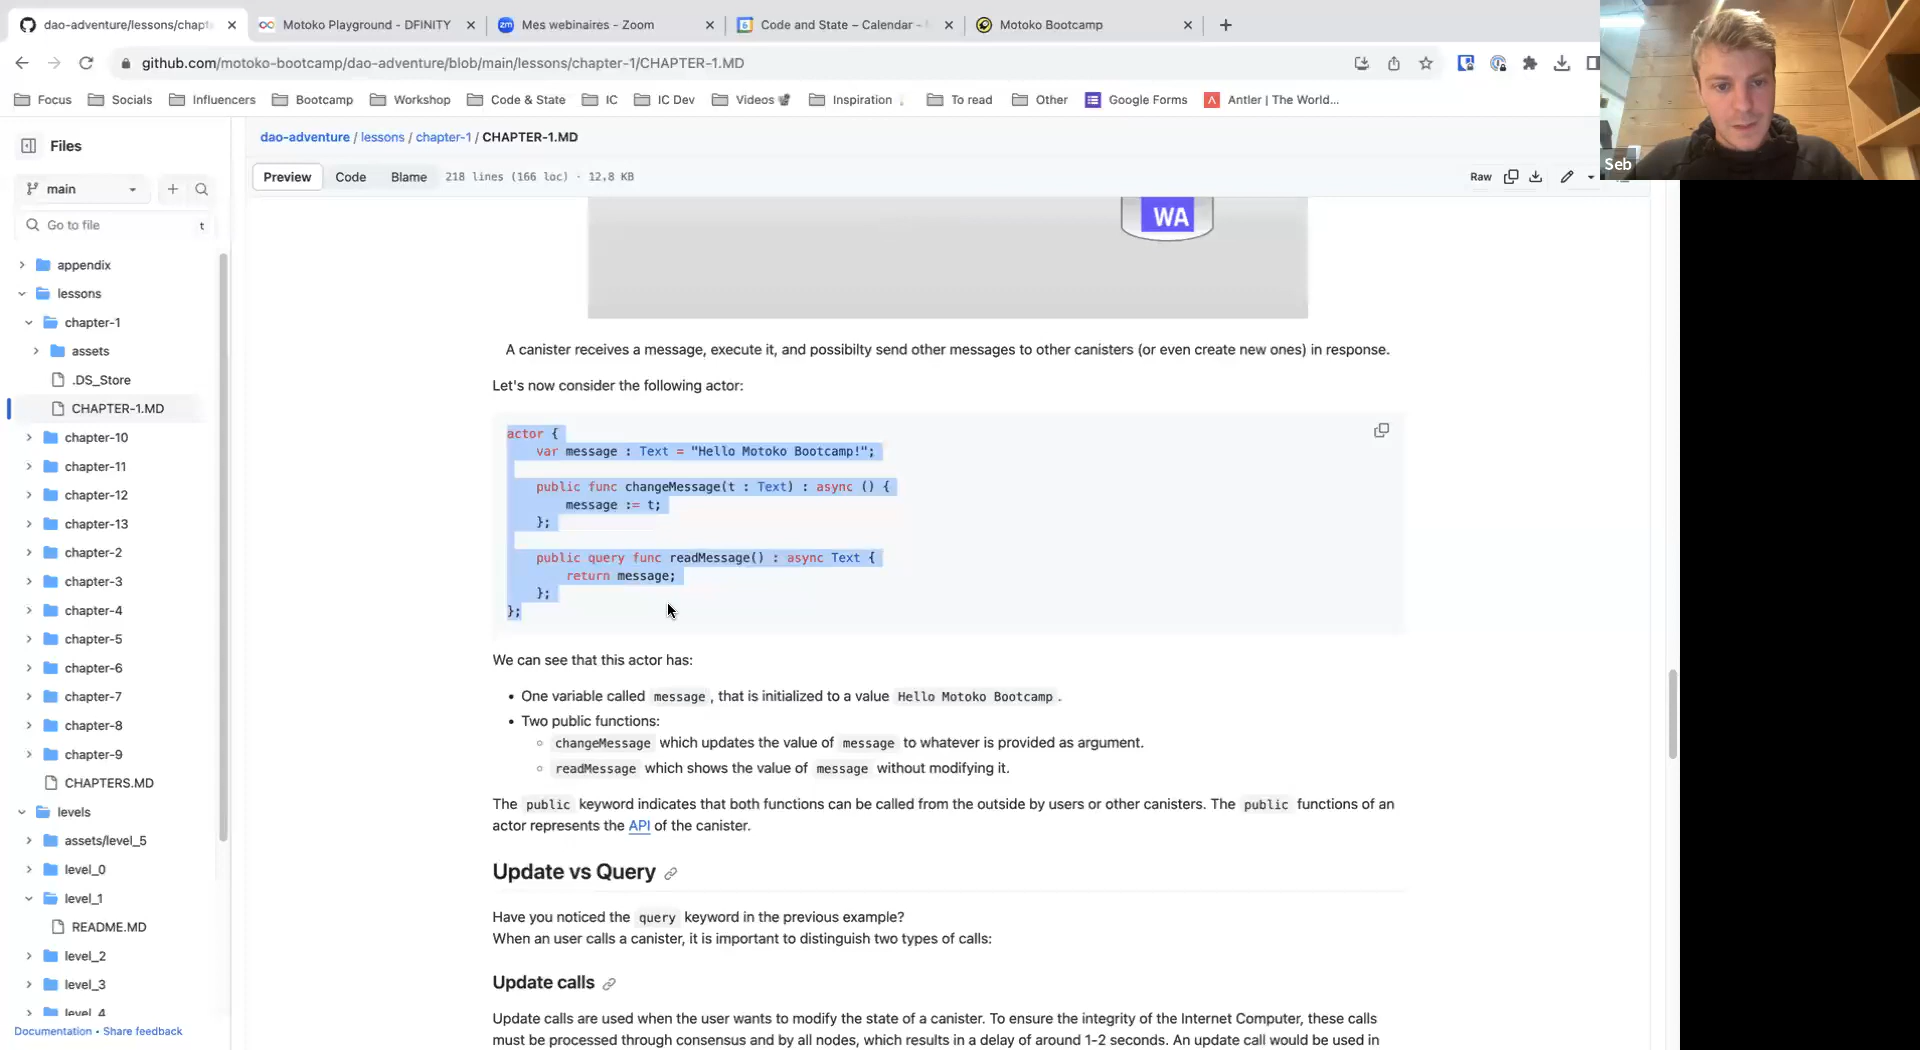 dao-adventure/lessons/chapt
Motoko Playground - DFINITY
Mes webinaires - Zoom
Code and State – Calendar -
Motoko Bootcamp
github.com/motoko-bootcamp/dao-adventure/blob/main/lessons/chapter-1/CHAPTER-1.MD
Focus
Socials
Influencers
Bootcamp
Workshop
Code & State
IC
IC Dev
Videos
Inspiration
To read
Other
Google Forms
Antler | The World...
Seb
Files
main
Go to file
t
appendix
lessons
chapter-1
assets
.DS_Store
CHAPTER-1.MD
chapter-10
chapter-11
chapter-12
chapter-13
chapter-2
chapter-3
chapter-4
chapter-5
chapter-6
chapter-7
chapter-8
chapter-9
CHAPTERS.MD
levels
assets/level_5
level_0
level_1
README.MD
level_2
level_3
level_4
Documentation • Share feedback
dao-adventure / lessons / chapter-1 / CHAPTER-1.MD
Preview Code Blame 218 lines (166 loc) · 12,8 KB
Raw
WA
A canister receives a message, execute it, and possibilty send other messages to other canisters (or even create new ones) in response.
Let's now consider the following actor:
actor {
var message : Text = "Hello Motoko Bootcamp!";
public func changeMessage(t : Text) : async () {
message := t;
};
public query func readMessage() : async Text {
return message;
};
};
We can see that this actor has:
• One variable called message, that is initialized to a value Hello Motoko Bootcamp.
• Two public functions:
◦ changeMessage which updates the value of message to whatever is provided as argument.
◦ readMessage which shows the value of message without modifying it.
The public keyword indicates that both functions can be called from the outside by users or other canisters. The public functions of an
actor represents the API of the canister.
Update vs Query
Have you noticed the query keyword in the previous example?
When an user calls a canister, it is important to distinguish two types of calls:
Update calls
Update calls are used when the user wants to modify the state of a canister. To ensure the integrity of the Internet Computer, these calls
must be processed through consensus and by all nodes, which results in a delay of around 1-2 seconds. An update call would be used in